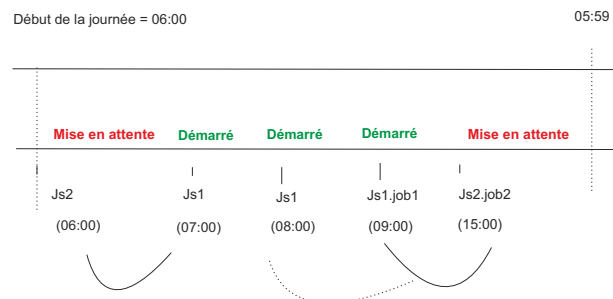 Début de la journée = 06:00
05:59
Mise en attente Démarré Démarré Démarré Mise en attente
Js2 Js1 Js1 Js1.job1 Js2.job2
(06:00) (07:00) (08:00) (09:00) (15:00)